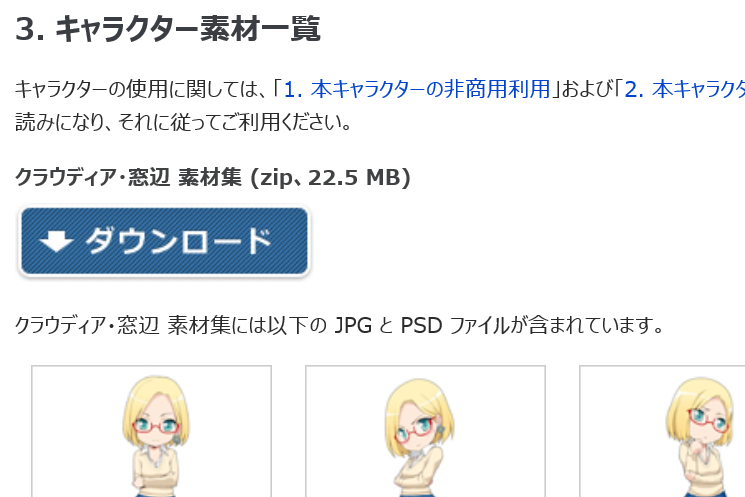 3. キャラクター素材一覧
キャラクターの使用に関しては、「1. 本キャラクターの非商用利用」および「2. 本キャラクタ
読みになり、それに従ってご利用ください。
クラウディア・窓辺 素材集 (zip、22.5 MB)
ダウンロード
クラウディア・窓辺 素材集には以下の JPG と PSD ファイルが含まれています。